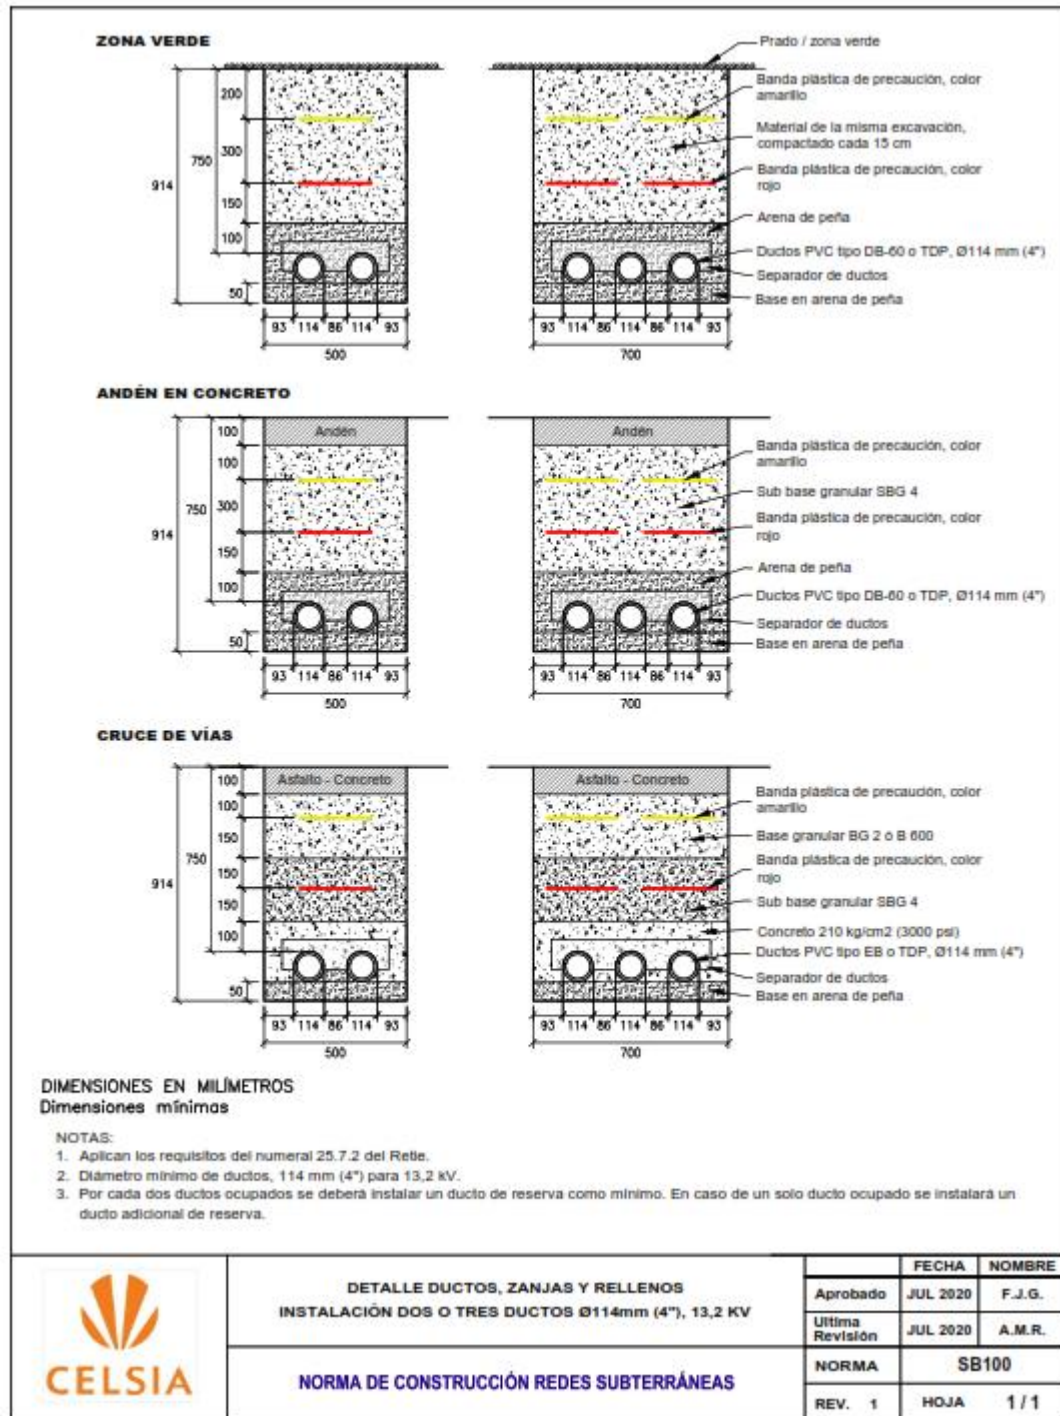 ZONA VERDE
Prado / zona verde
Banda plástica de precaución, color
amarillo
Material de la misma excavación,
compactado cada 15 cm
Banda plástica de precaución, color
rojo
Arena de peña
Ductos PVC tipo DB-60 o TDP, Ø114 mm (4")
Separador de ductos
Base en arena de peña
200
300
750
914
150
100
50
93 114 86 114 93
500
93 114 86 114 86 114 93
700
ANDÉN EN CONCRETO
Andén
Andén
Banda plástica de precaución, color
amarillo
Sub base granular SBG 4
Banda plástica de precaución, color
rojo
Arena de peña
Ductos PVC tipo DB-60 o TDP, Ø114 mm (4")
Separador de ductos
Base en arena de peña
100
100
300
750
914
150
100
50
93 114 86 114 93
500
93 114 86 114 86 114 93
700
CRUCE DE VÍAS
Asfalto - Concreto
Asfalto - Concreto
Banda plástica de precaución, color
amarillo
Base granular BG 2 ó B 600
Banda plástica de precaución, color
rojo
Sub base granular SBG 4
Concreto 210 kg/cm2 (3000 psi)
Ductos PVC tipo EB o TDP, Ø114 mm (4")
Separador de ductos
Base en arena de peña
100
100
150
750
150
914
150
100
50
93 114 86 114 93
500
93 114 86 114 86 114 93
700
DIMENSIONES EN MILÍMETROS
Dimensiones mínimas
NOTAS:
1. Aplican los requisitos del numeral 25.7.2 del Retie.
2. Diámetro mínimo de ductos, 114 mm (4") para 13,2 kV.
3. Por cada dos ductos ocupados se deberá instalar un ducto de reserva como mínimo. En caso de un solo ducto ocupado se instalará un
ducto adicional de reserva.
CELSIA
DETALLE DUCTOS, ZANJAS Y RELLENOS
INSTALACIÓN DOS O TRES DUCTOS Ø114mm (4"), 13,2 KV
NORMA DE CONSTRUCCIÓN REDES SUBTERRÁNEAS
FECHA NOMBRE
Aprobado JUL 2020 F.J.G.
Ultima
Revisión JUL 2020 A.M.R.
NORMA SB100
REV. 1 HOJA 1 / 1